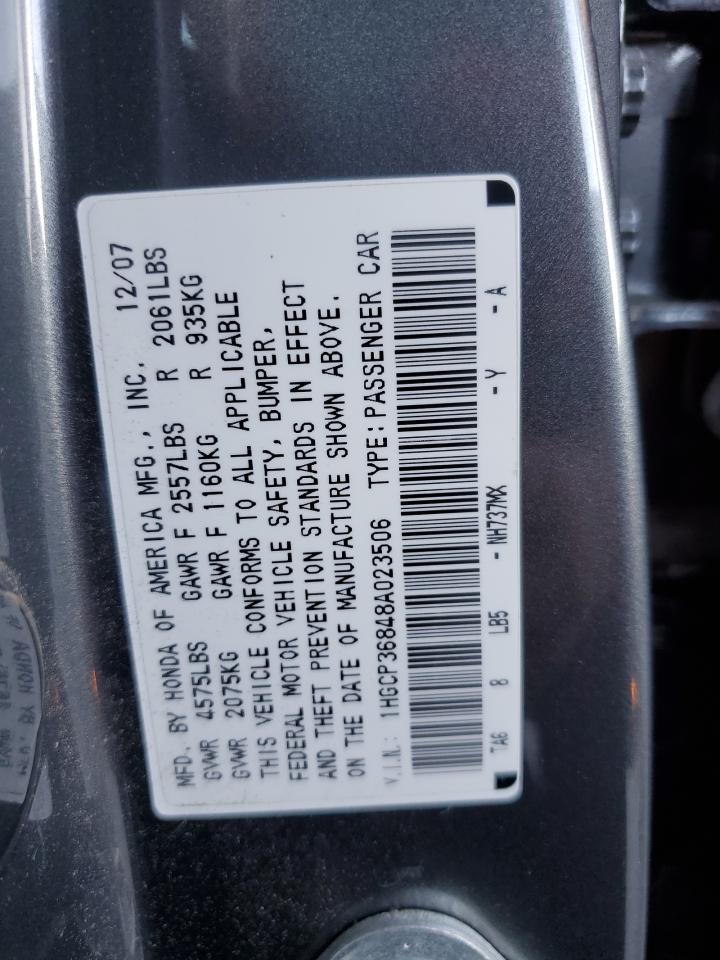 MFD. BY HONDA OF AMERICA MFG., INC. 12/07
GVWR 4575LBS GAWR F 2557LBS R 2061LBS
GVWR 2075KG GAWR F 1160KG R 935KG
THIS VEHICLE CONFORMS TO ALL APPLICABLE
FEDERAL MOTOR VEHICLE SAFETY, BUMPER,
AND THEFT PREVENTION STANDARDS IN EFFECT
ON THE DATE OF MANUFACTURE SHOWN ABOVE.
V.I.N.: 1HGCP36848A023506 TYPE:PASSENGER CAR
TA6 8 LB5 - NH737MX - Y - A